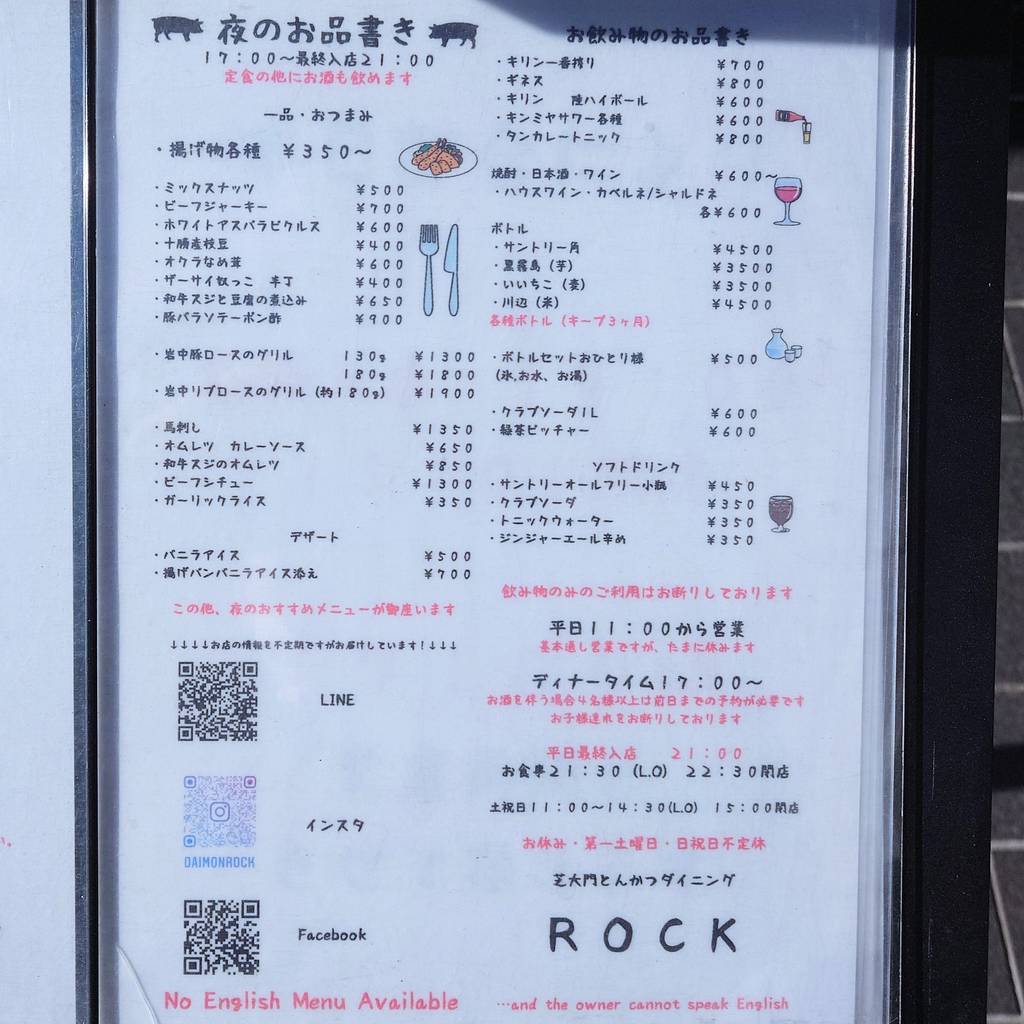 夜のお品書き
17:00〜最終入店21:00
定食の他にお酒も飲めます
一品・おつまみ
・揚げ物各種 ¥350〜
・ミックスナッツ ¥500
・ビーフジャーキー ¥700
・ホワイトアスパラピクルス ¥600
・十勝産枝豆 ¥400
・オクラなめ茸 ¥600
・ザーサイ奴っこ 半丁 ¥400
・和牛スジと豆腐の煮込み ¥650
・豚バラソテーポン酢 ¥900
・岩中豚ロースのグリル 130g ¥1300
180g ¥1800
・岩中リブロースのグリル(約180g) ¥1900
・馬刺し ¥1350
・オムレツ カレーソース ¥650
・和牛スジのオムレツ ¥850
・ビーフシチュー ¥1300
・ガーリックライス ¥350
デザート
・バニラアイス ¥500
・揚げパンバニラアイス添え ¥700
この他、夜のおすすめメニューが御座います
↓↓↓↓お店の情報を不定期ですがお届けしています!↓↓↓
LINE
インスタ
DAIMONROCK
Facebook
No English Menu Available
お飲み物のお品書き
・キリン一番搾り ¥700
・ギネス ¥800
・キリン 陸ハイボール ¥600
・キンミヤサワー各種 ¥600
・タンカレートニック ¥800
焼酎・日本酒・ワイン ¥600〜
・ハウスワイン・カベルネ/シャルドネ
各¥600
ボトル
・サントリー角 ¥4500
・黒霧島(芋) ¥3500
・いいちこ(麦) ¥3500
・川辺(米) ¥4500
各種ボトル(キープ3ヶ月)
・ボトルセットおひとり様 ¥500
(氷,お水、お湯)
・クラブソーダ1L ¥600
・緑茶ピッチャー ¥600
ソフトドリンク
・サントリーオールフリー小瓶 ¥450
・クラブソーダ ¥350
・トニックウォーター ¥350
・ジンジャーエール辛め ¥350
飲み物のみのご利用はお断りしております
平日11:00から営業
基本通し営業ですが、たまに休みます
ディナータイム17:00〜
お酒を伴う場合4名様以上は前日までの予約が必要です
お子様連れをお断りしております
平日最終入店 21:00
お食事21:30(L.O) 22:30閉店
土祝日11:00〜14:30(L.O) 15:00閉店
お休み・第一土曜日・日祝日不定休
芝大門とんかつダイニング
ROCK
…and the owner cannot speak English